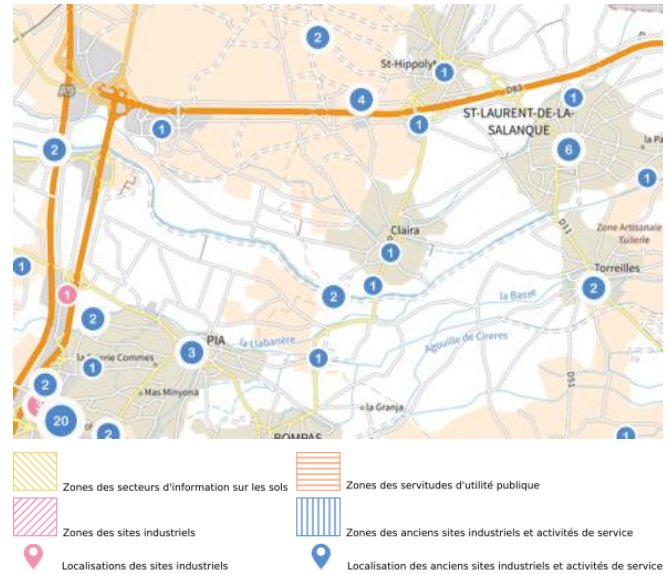 2
St-Hippolyt
1
D83
A9
4
1
1
1
ST-LAURENT-DE-LA-
SALANQUE
2
6
la Pa
1
Claira
D11
Zone Artisanale
Tuilerie
1
1
1
Torreilles
1
2
la Basse
2
2
PIA
la Llabanère
Agouille de Cireres
3
1
1
Commes
D51
2
Mas Minyona
la Granja
20
2
BOMPAS
1
Zones des secteurs d'information sur les sols
Zones des servitudes d'utilité publique
Zones des sites industriels
Zones des anciens sites industriels et activités de service
Localisations des sites industriels
Localisation des anciens sites industriels et activités de service